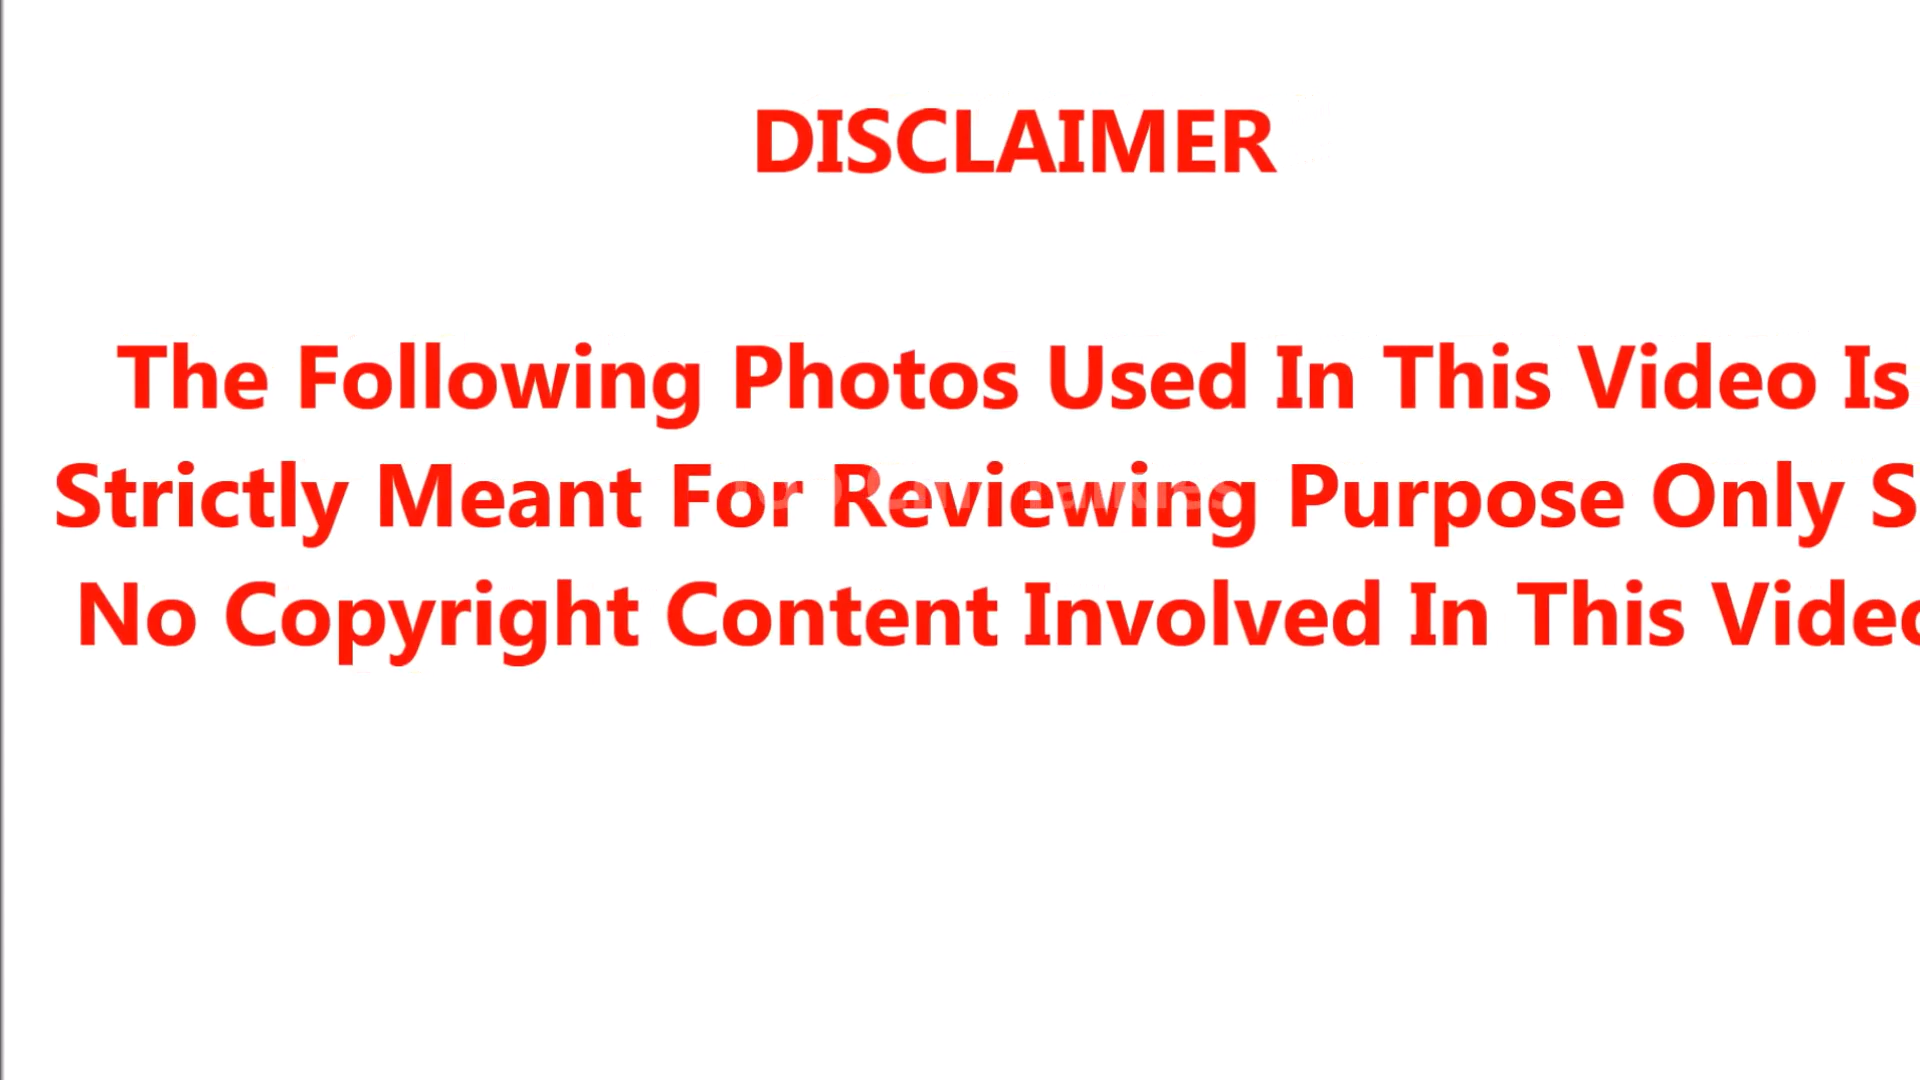 DISCLAIMER
The Following Photos Used In This Video Is
Strictly Meant For Reviewing Purpose Only S
No Copyright Content Involved In This Video